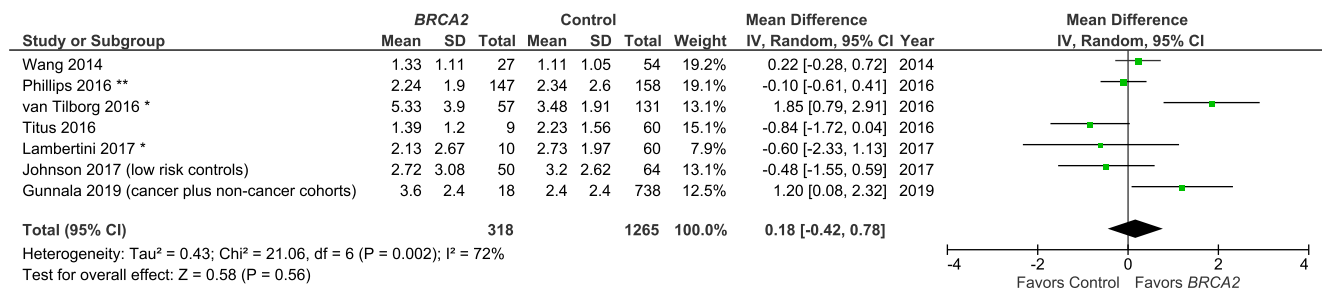 BRCA2 Control Mean Difference Mean Difference
Study or Subgroup Mean SD Total Mean SD Total Weight IV, Random, 95% CI Year IV, Random, 95% CI
Wang 2014 1.33 1.11 27 1.11 1.05 54 19.2% 0.22 [-0.28, 0.72] 2014
Phillips 2016 ** 2.24 1.9 147 2.34 2.6 158 19.1% -0.10 [-0.61, 0.41] 2016
van Tilborg 2016 * 5.33 3.9 57 3.48 1.91 131 13.1% 1.85 [0.79, 2.91] 2016
Titus 2016 1.39 1.2 9 2.23 1.56 60 15.1% -0.84 [-1.72, 0.04] 2016
Lambertini 2017 * 2.13 2.67 10 2.73 1.97 60 7.9% -0.60 [-2.33, 1.13] 2017
Johnson 2017 (low risk controls) 2.72 3.08 50 3.2 2.62 64 13.1% -0.48 [-1.55, 0.59] 2017
Gunnala 2019 (cancer plus non-cancer cohorts) 3.6 2.4 18 2.4 2.4 738 12.5% 1.20 [0.08, 2.32] 2019
Total (95% CI) 318 1265 100.0% 0.18 [-0.42, 0.78]
Heterogeneity: Tau² = 0.43; Chi² = 21.06, df = 6 (P = 0.002); I² = 72%
Test for overall effect: Z = 0.58 (P = 0.56)
-4 -2 0 2 4
Favors Control Favors BRCA2